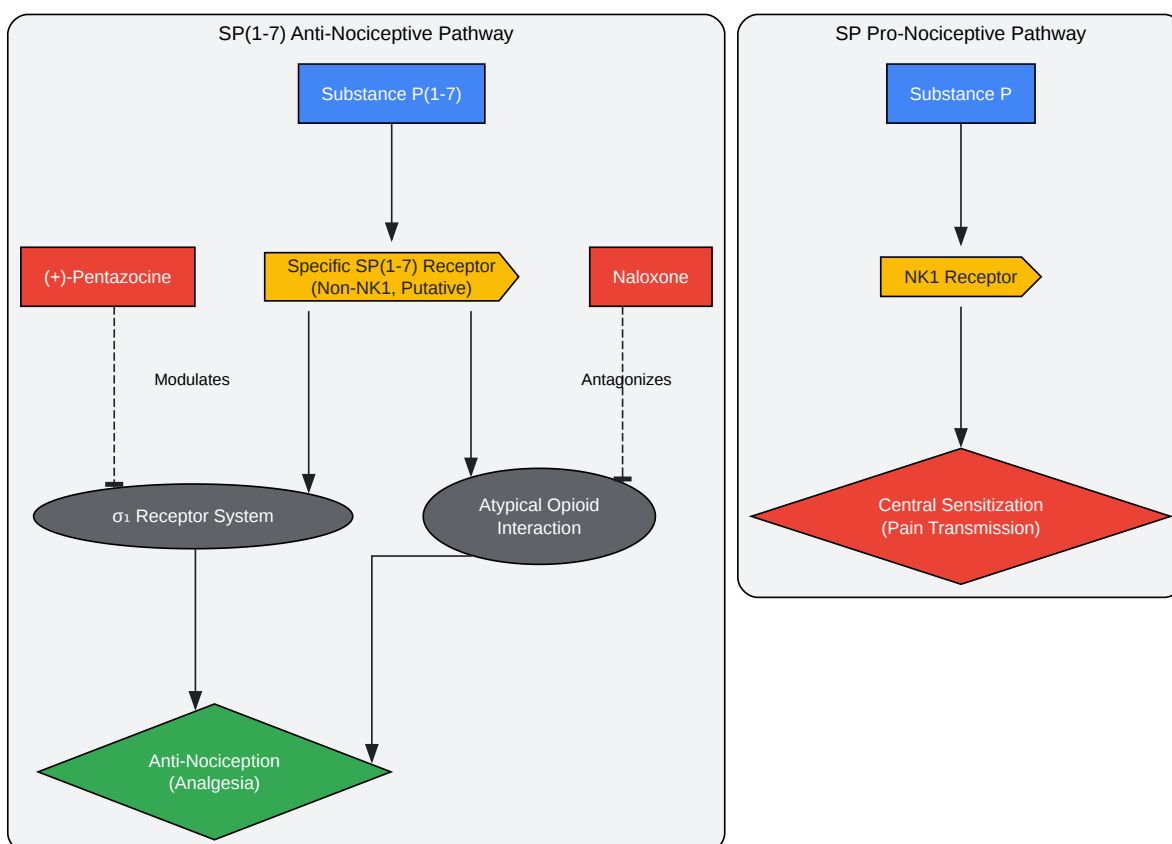 SP(1-7) Anti-Nociceptive Pathway
Substance P(1-7)
(+)-Pentazocine
Specific SP(1-7) Receptor
(Non-NK1, Putative)
Naloxone
Modulates
Antagonizes
σ₁ Receptor System
Atypical Opioid
Interaction
Anti-Nociception
(Analgesia)
SP Pro-Nociceptive Pathway
Substance P
NK1 Receptor
Central Sensitization
(Pain Transmission)